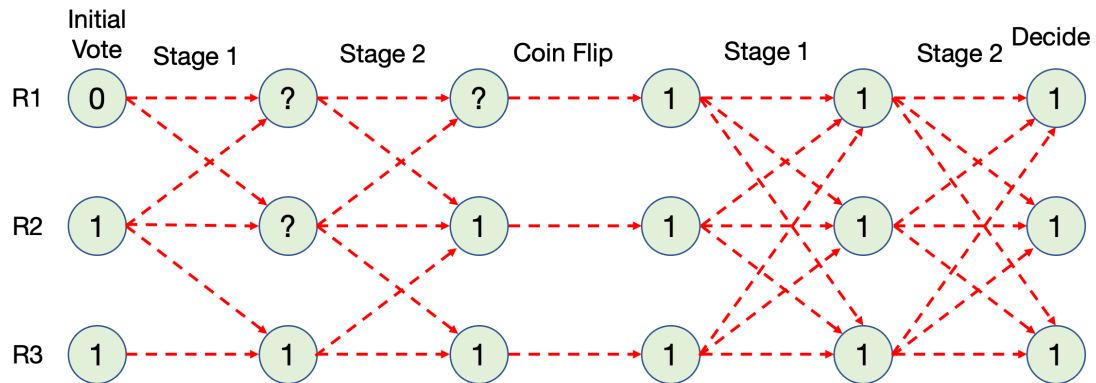 Initial
Vote
Stage 1
Stage 2
Coin Flip
Stage 1
Stage 2
Decide
R1 0 ? ? 1 1 1
R2 1 ? 1 1 1 1
R3 1 1 1 1 1 1